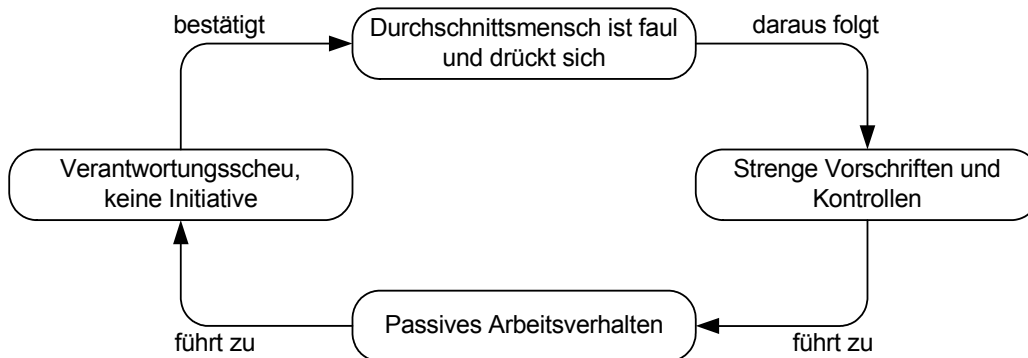 bestätigt
Durchschnittsmensch ist faul
und drückt sich
daraus folgt
Verantwortungsscheu,
keine Initiative
Strenge Vorschriften und
Kontrollen
Passives Arbeitsverhalten
führt zu
führt zu